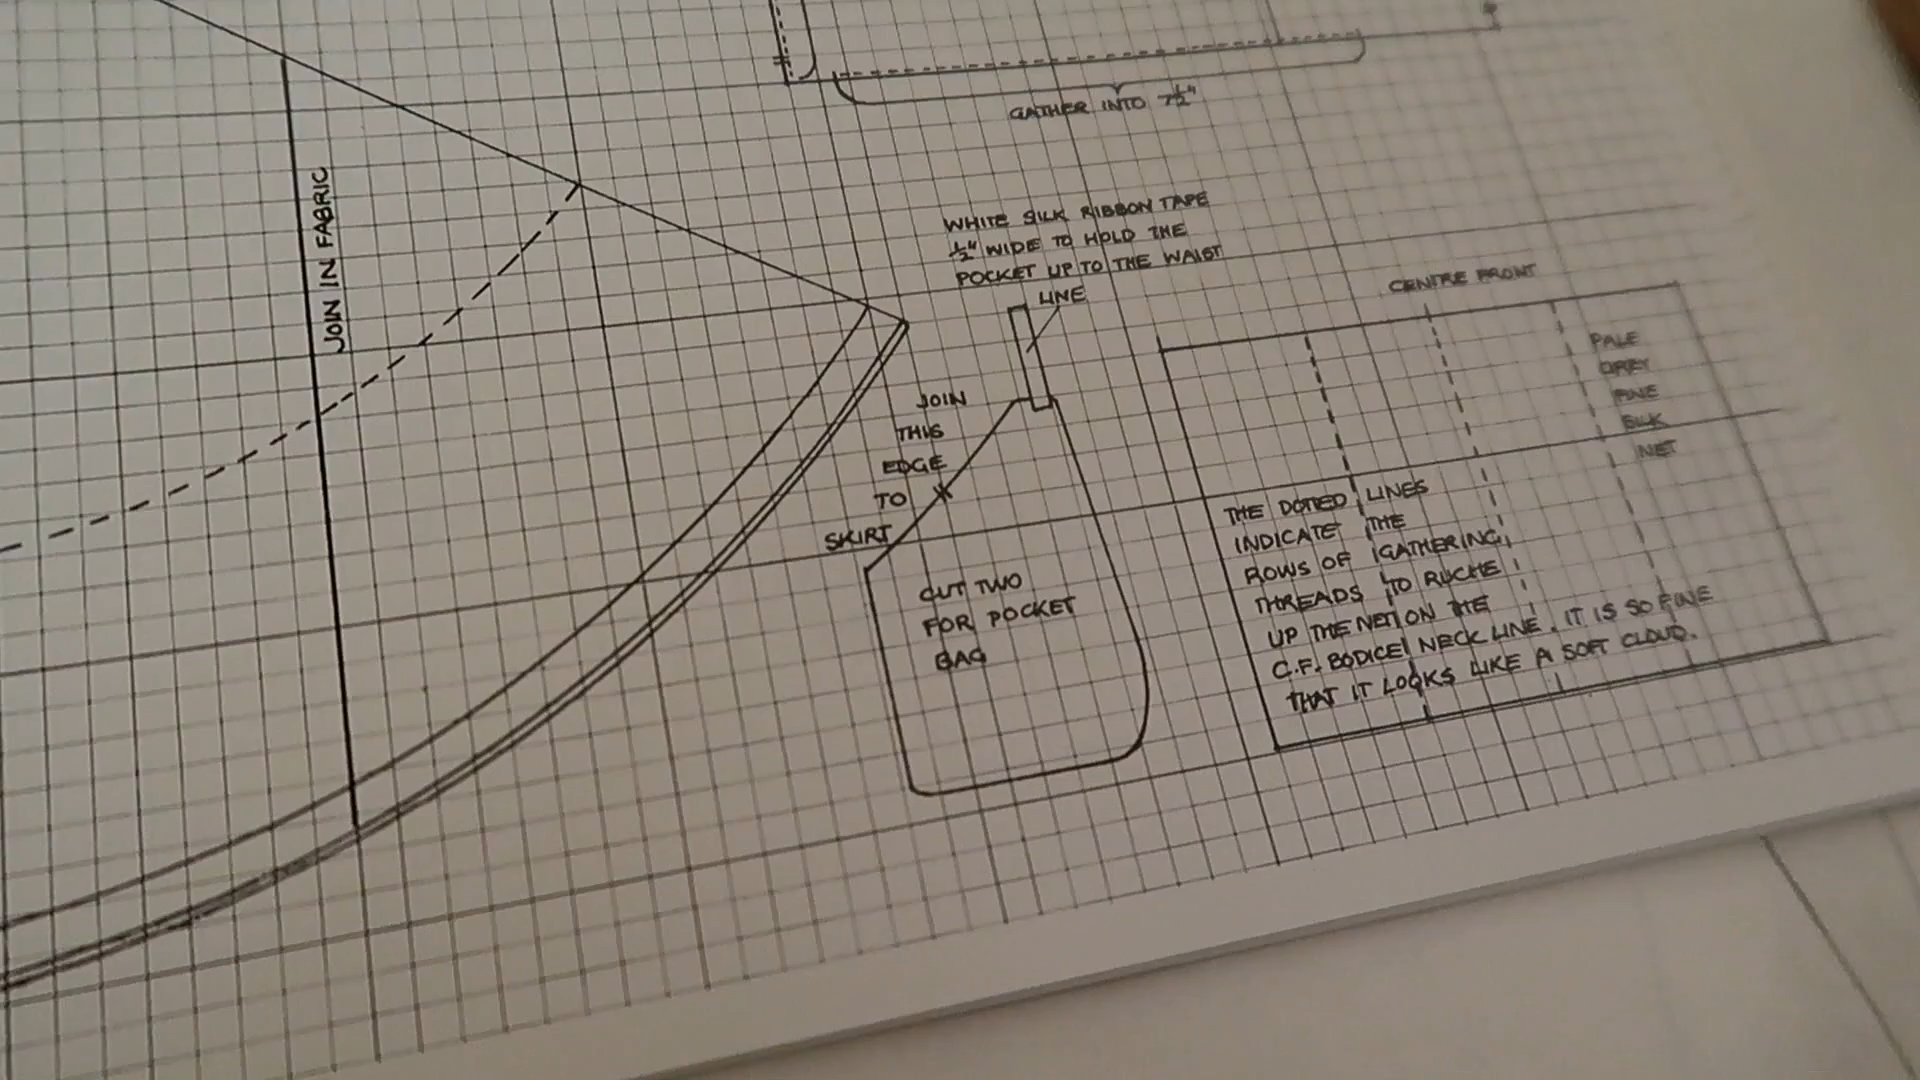 GATHER INTO 7½"
JOIN IN FABRIC
WHITE SILK RIBBON TAPE
½" WIDE TO HOLD THE
POCKET UP TO THE WAIST
LINE
CENTRE FRONT
PALE
GREY
FINE
SILK
NET
JOIN
THIS
EDGE
TO
SKIRT
CUT TWO
FOR POCKET
BAG
THE DOTTED LINES
INDICATE THE
ROWS OF GATHERING
THREADS TO RUCHE
UP THE NET ON THE
C.F. BODICE NECK LINE. IT IS SO FINE
THAT IT LOOKS LIKE A SOFT CLOUD.